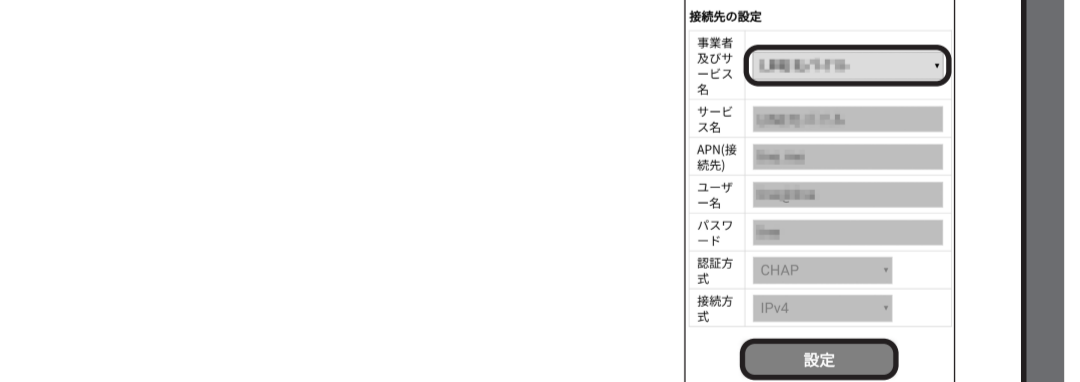 接続先の設定
事業者
及びサ
ービス
名
サービ
ス名
APN(接
続先)
ユーザ
ー名
パスワ
ード
認証方
式
CHAP
接続方
式
IPv4
設定